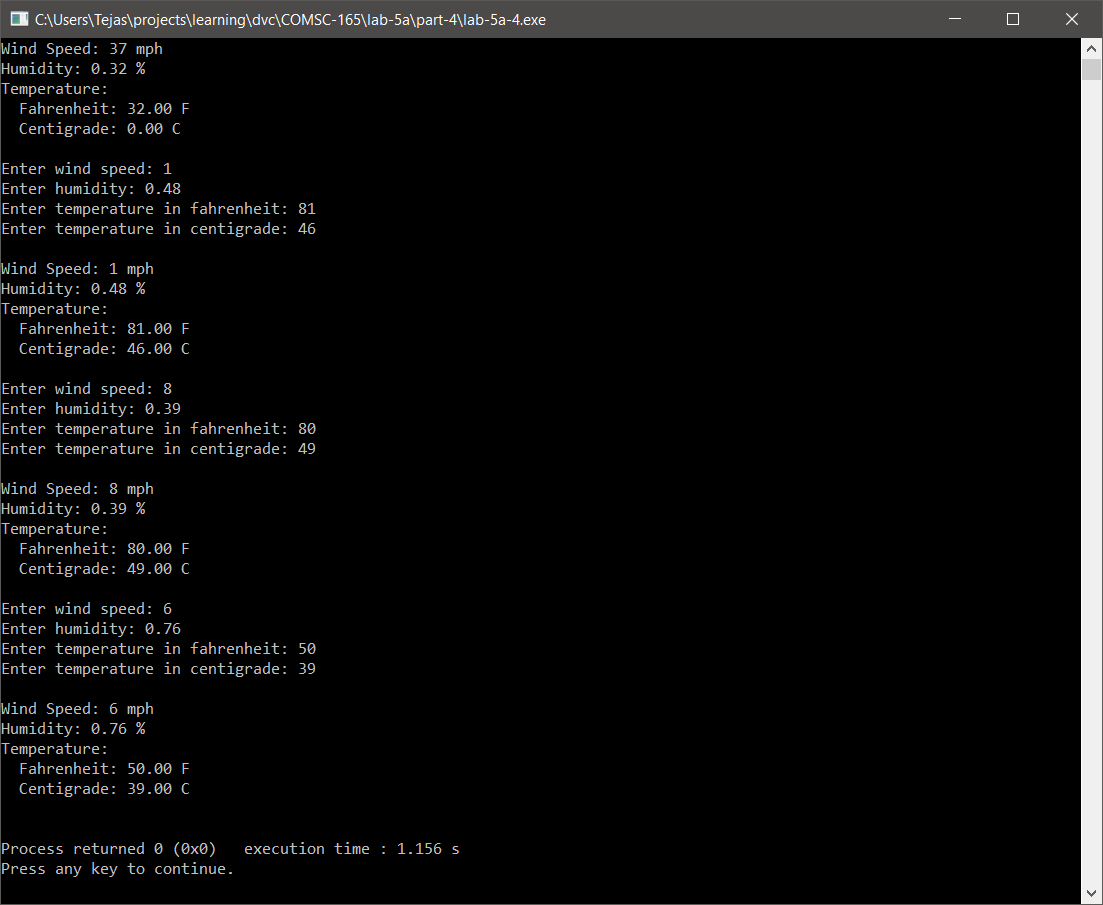 C:\Users\Tejas\projects\learning\dvc\COMSC-165\lab-5a\part-4\lab-5a-4.exe
Wind Speed: 37 mph
Humidity: 0.32 %
Temperature:
  Fahrenheit: 32.00 F
  Centigrade: 0.00 C

Enter wind speed: 1
Enter humidity: 0.48
Enter temperature in fahrenheit: 81
Enter temperature in centigrade: 46

Wind Speed: 1 mph
Humidity: 0.48 %
Temperature:
  Fahrenheit: 81.00 F
  Centigrade: 46.00 C

Enter wind speed: 8
Enter humidity: 0.39
Enter temperature in fahrenheit: 80
Enter temperature in centigrade: 49

Wind Speed: 8 mph
Humidity: 0.39 %
Temperature:
  Fahrenheit: 80.00 F
  Centigrade: 49.00 C

Enter wind speed: 6
Enter humidity: 0.76
Enter temperature in fahrenheit: 50
Enter temperature in centigrade: 39

Wind Speed: 6 mph
Humidity: 0.76 %
Temperature:
  Fahrenheit: 50.00 F
  Centigrade: 39.00 C


Process returned 0 (0x0)   execution time : 1.156 s
Press any key to continue.